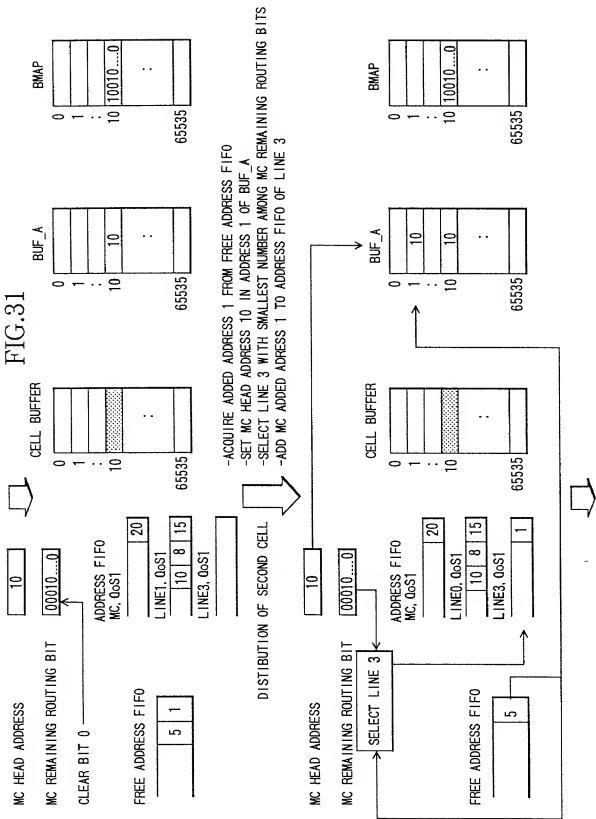 FIG.31
MC HEAD ADDRESS
10
MC REMAINING ROUTING BIT
00010...0
CLEAR BIT 0
FREE ADDRESS FIFO
5 1
ADDRESS FIFO
MC, QoS1
20
LINE1, QoS1
10 8 15
LINE3, QoS1
CELL BUFFER
0
1
:
10
:
65535
BUF_A
0
1
:
10
10
:
65535
BMAP
0
1
:
10
10010...0
:
65535
DISTIBUTION OF SECOND CELL
-ACQUIRE ADDED ADDRESS 1 FROM FREE ADDRESS FIFO
-SET MC HEAD ADDRESS 10 IN ADDRESS 1 OF BUF_A
-SELECT LINE 3 WITH SMALLEST NUMBER AMONG MC REMAINING ROUTING BITS
-ADD MC ADDED ADRESS 1 TO ADDRESS FIFO OF LINE 3
MC HEAD ADDRESS
10
MC REMAINING ROUTING BIT
00010...0
SELECT LINE 3
FREE ADDRESS FIFO
5
ADDRESS FIFO
MC, QoS1
20
LINE0, QoS1
10 8 15
LINE3, QoS1
1
CELL BUFFER
0
1
:
10
:
65535
BUF_A
0
1
10
:
10
10
:
65535
BMAP
0
1
:
10
10010...0
:
65535